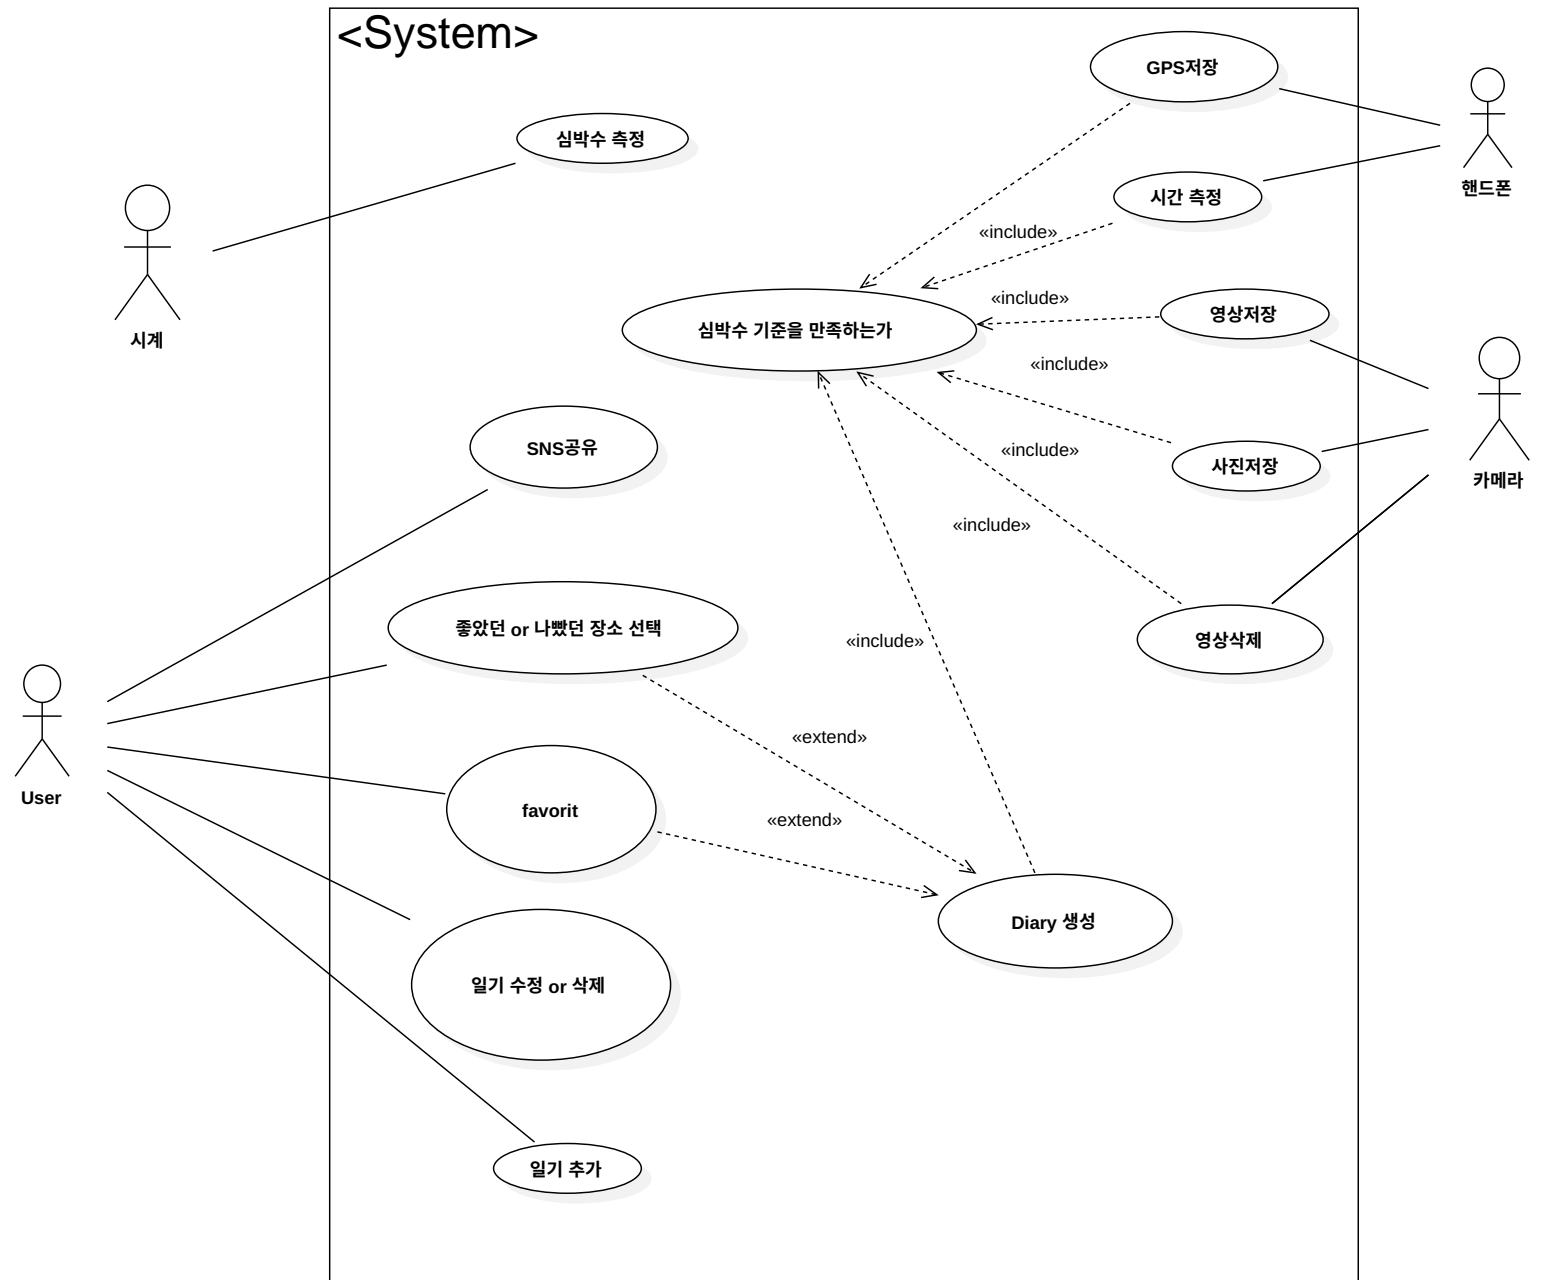 <System>
GPS저장
심박수 측정
시간 측정
핸드폰
«include»
시계
«include»
영상저장
심박수 기준을 만족하는가
«include»
SNS공유
«include»
사진저장
카메라
«include»
좋았던 or 나빴던 장소 선택
«include»
영상삭제
«extend»
User
favorit
«extend»
Diary 생성
일기 수정 or 삭제
일기 추가